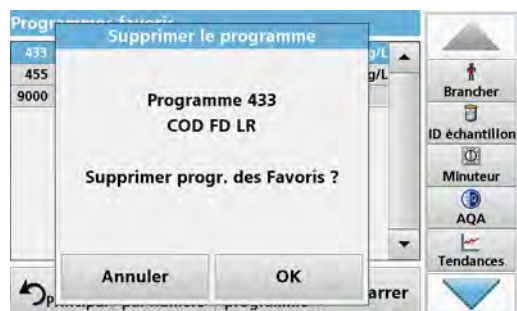 Supprimer le programme
433
g/L
455
g/L
9000
Programme 433
COD FD LR
Supprimer progr. des Favoris ?
Annuler
OK
Brancher
ID échantillon
Minuteur
AQA
Tendances